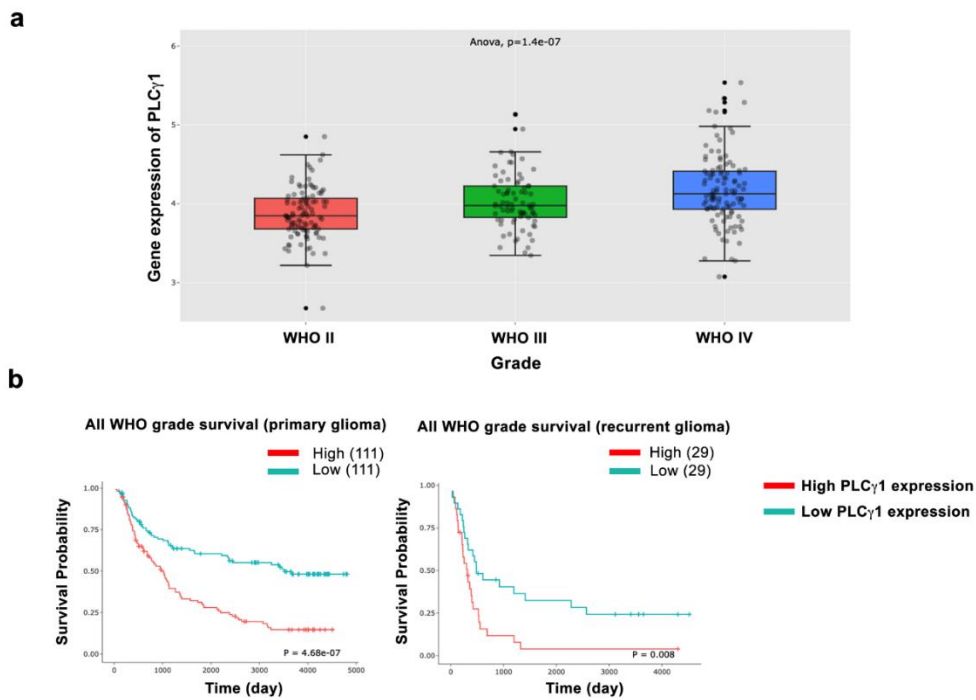 a
Anova, p=1.4e-07
Gene expression of PLCγ1
6
5
4
3
WHO II
WHO III
WHO IV
Grade
b
All WHO grade survival (primary glioma)
High (111)
Low (111)
Survival Probability
1.00
0.75
0.50
0.25
0.00
P = 4.68e-07
0
1000
2000
3000
4000
5000
Time (day)
All WHO grade survival (recurrent glioma)
High (29)
Low (29)
Survival Probability
1.00
0.75
0.50
0.25
0.00
P = 0.008
0
1000
2000
3000
4000
Time (day)
High PLCγ1 expression
Low PLCγ1 expression